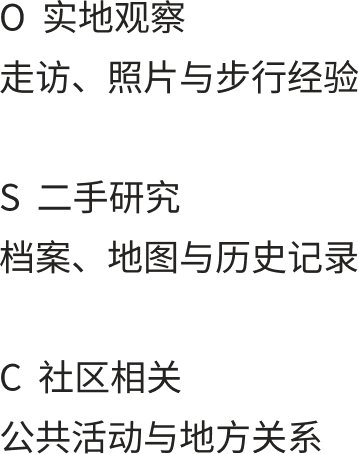 O 实地观察
走访、照片与步行经验
S 二手研究
档案、地图与历史记录
C 社区相关
公共活动与地方关系